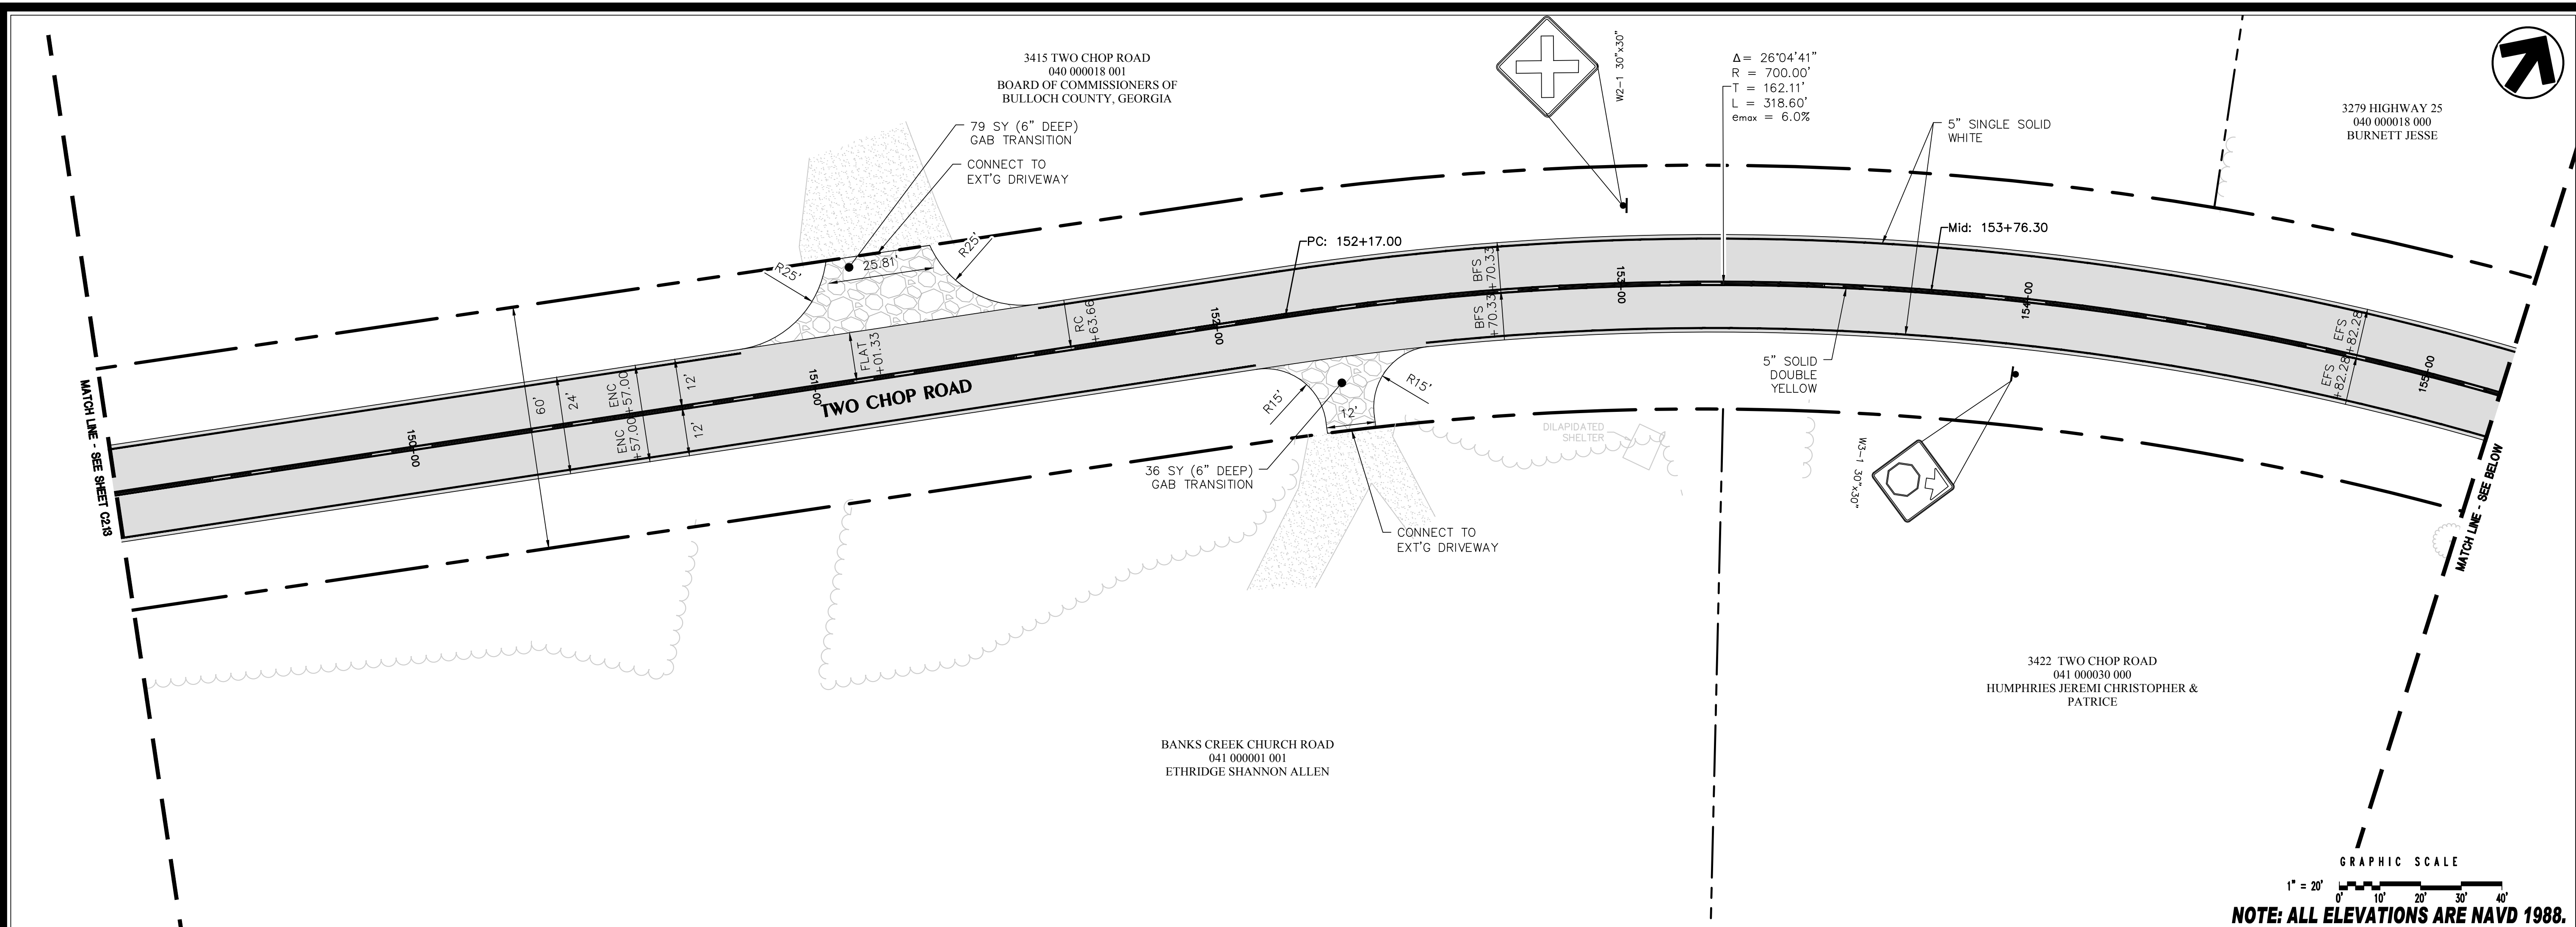 3415 TWO CHOP ROAD
040 000018 001
BOARD OF COMMISSIONERS OF
BULLOCH COUNTY, GEORGIA
79 SY (6" DEEP)
GAB TRANSITION
CONNECT TO
EXT'G DRIVEWAY
W2-1 30"x30"
Δ= 26°04'41"
R = 700.00'
T = 162.11'
L = 318.60'
emax = 6.0%
5" SINGLE SOLID
WHITE
3279 HIGHWAY 25
040 000018 000
BURNETT JESSE
R25'
25.81'
R25'
PC: 152+17.00
Mid: 153+76.30
BFS
+70.33
BFS
+70.33
RC
+63.66
FLAT
+01.33
ENC
+57.00
ENC
+57.00
60'
24'
12'
12'
150+00
151+00
152+00
153+00
154+00
155+00
TWO CHOP ROAD
EFS
+82.28
EFS
+82.28
5" SOLID
DOUBLE
YELLOW
R15'
12'
R15'
36 SY (6" DEEP)
GAB TRANSITION
CONNECT TO
EXT'G DRIVEWAY
DILAPIDATED
SHELTER
W3-1 30"x30"
MATCH LINE - SEE SHEET C2.13
MATCH LINE - SEE BELOW
3422 TWO CHOP ROAD
041 000030 000
HUMPHRIES JEREMI CHRISTOPHER &
PATRICE
BANKS CREEK CHURCH ROAD
041 000001 001
ETHRIDGE SHANNON ALLEN
GRAPHIC SCALE
1" = 20'
0' 10' 20' 30' 40'
NOTE: ALL ELEVATIONS ARE NAVD 1988.